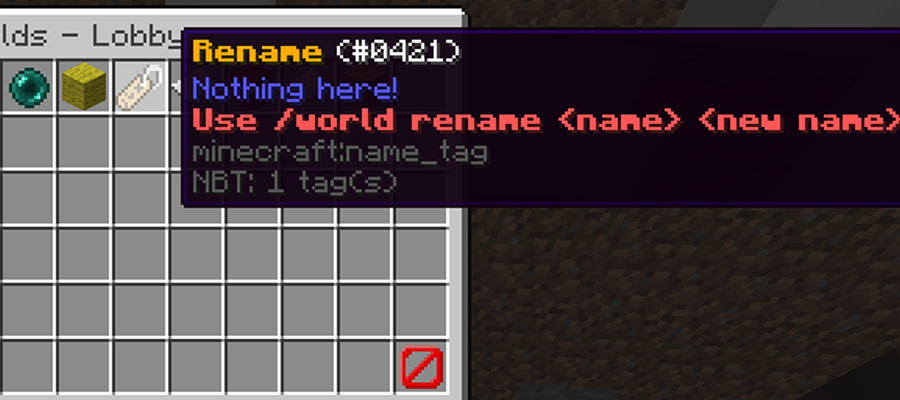 lds - Lobby
Rename (#0421)
Nothing here!
Use /world rename <name> <new name>
minecraft:name_tag
NBT: 1 tag(s)